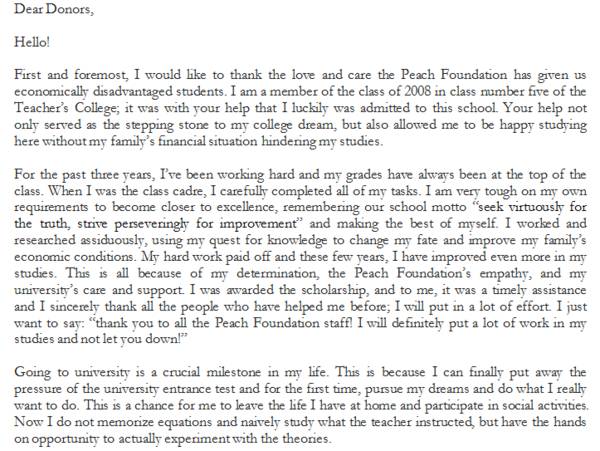 Dear Donors,
Hello!
First and foremost, I would like to thank the love and care the Peach Foundation has given us
economically disadvantaged students. I am a member of the class of 2008 in class number five of the
Teacher's College; it was with your help that I luckily was admitted to this school. Your help not
only served as the stepping stone to my college dream, but also allowed me to be happy studying
here without my family's financial situation hindering my studies.
For the past three years, I've been working hard and my grades have always been at the top of the
class. When I was the class cadre, I carefully completed all of my tasks. I am very tough on my own
requirements to become closer to excellence, remembering our school motto "seek virtuously for
the truth, strive perseveringly for improvement" and making the best of myself. I worked and
researched assiduously, using my quest for knowledge to change my fate and improve my family's
economic conditions. My hard work paid off and these few years, I have improved even more in my
studies. This is all because of my determination, the Peach Foundation's empathy, and my
university's care and support. I was awarded the scholarship, and to me, it was a timely assistance
and I sincerely thank all the people who have helped me before; I will put in a lot of effort. I just
want to say: "thank you to all the Peach Foundation staff! I will definitely put a lot of work in my
studies and not let you down!"
Going to university is a crucial milestone in my life. This is because I can finally put away the
pressure of the university entrance test and for the first time, pursue my dreams and do what I really
want to do. This is a chance for me to leave the life I have at home and participate in social activities.
Now I do not memorize equations and naively study what the teacher instructed, but have the hands
on opportunity to actually experiment with the theories.